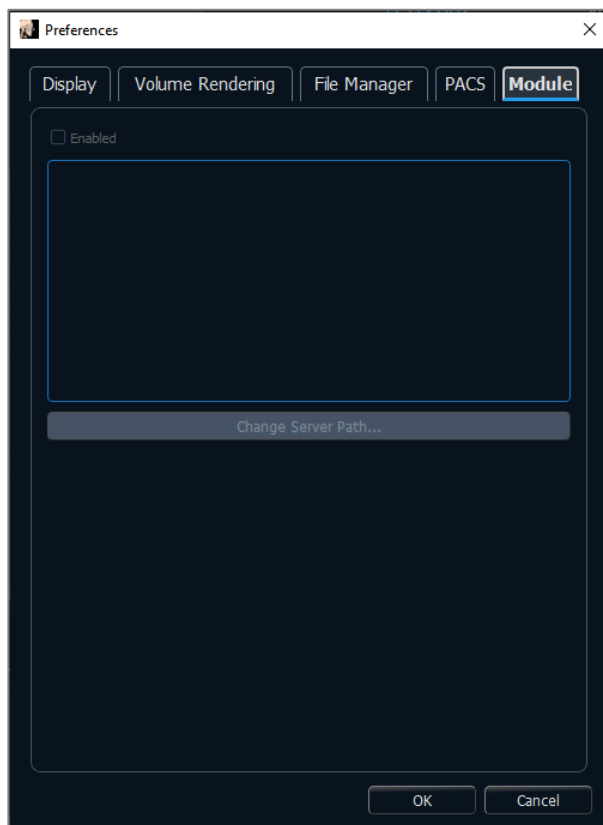 Preferences
Display Volume Rendering File Manager PACS Module
Enabled
Change Server Path...
OK Cancel